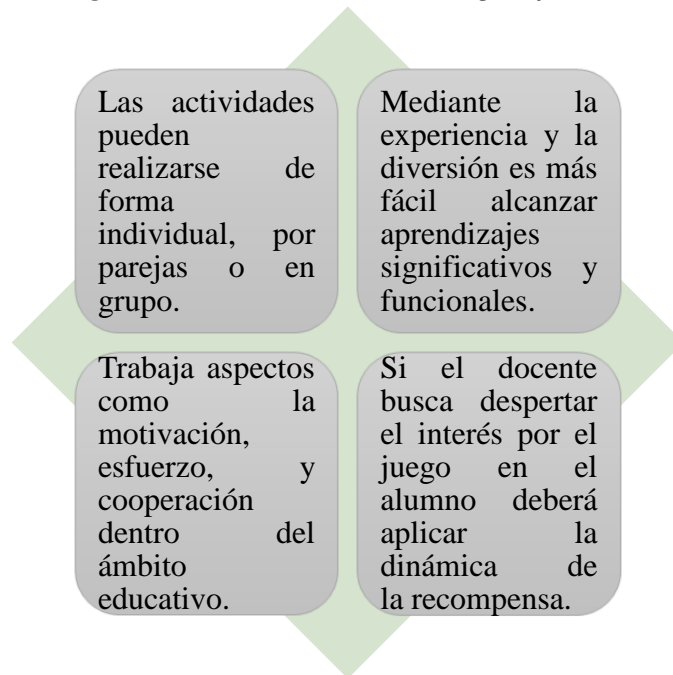 Las actividades
pueden
realizarse de
forma
individual, por
parejas o en
grupo.
Mediante la
experiencia y la
diversión es más
fácil alcanzar
aprendizajes
significativos y
funcionales.
Trabaja aspectos
como la
motivación,
esfuerzo, y
cooperación
dentro del
ámbito
educativo.
Si el docente
busca despertar
el interés por el
juego en el
alumno deberá
aplicar la
dinámica de
la recompensa.